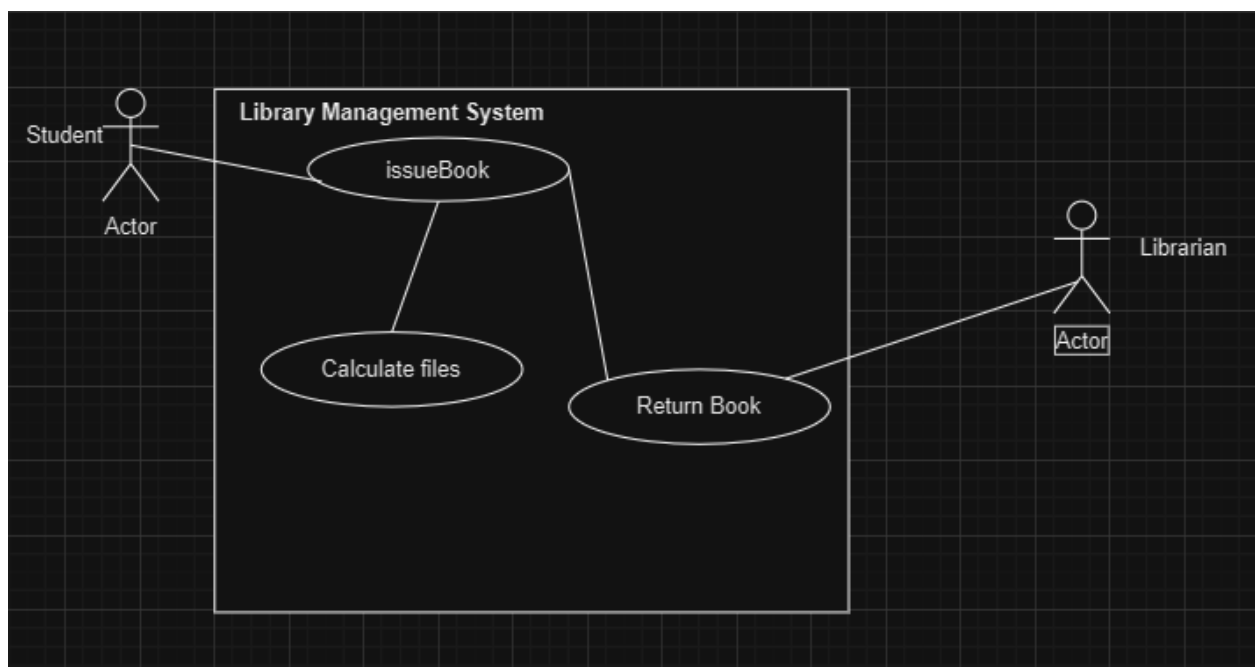 Library Management System
Student
issueBook
Actor
Librarian
Actor
Calculate files
Return Book